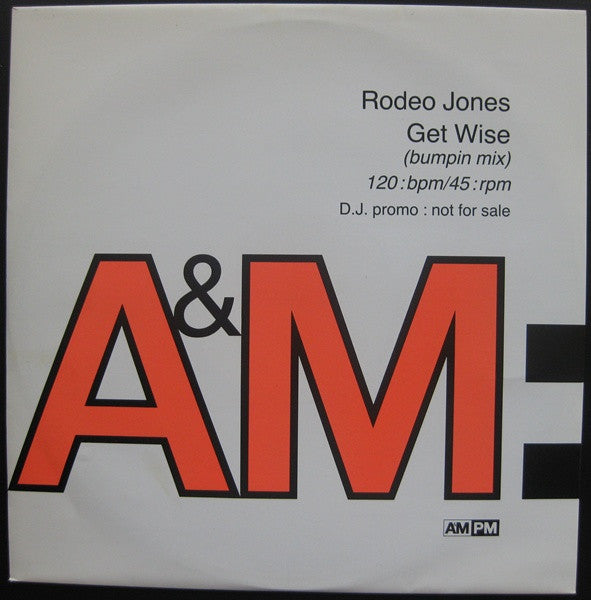 Rodeo Jones
Get Wise
(bumpin mix)
120:bpm/45:rpm
D.J. promo : not for sale
A&M:
AM PM